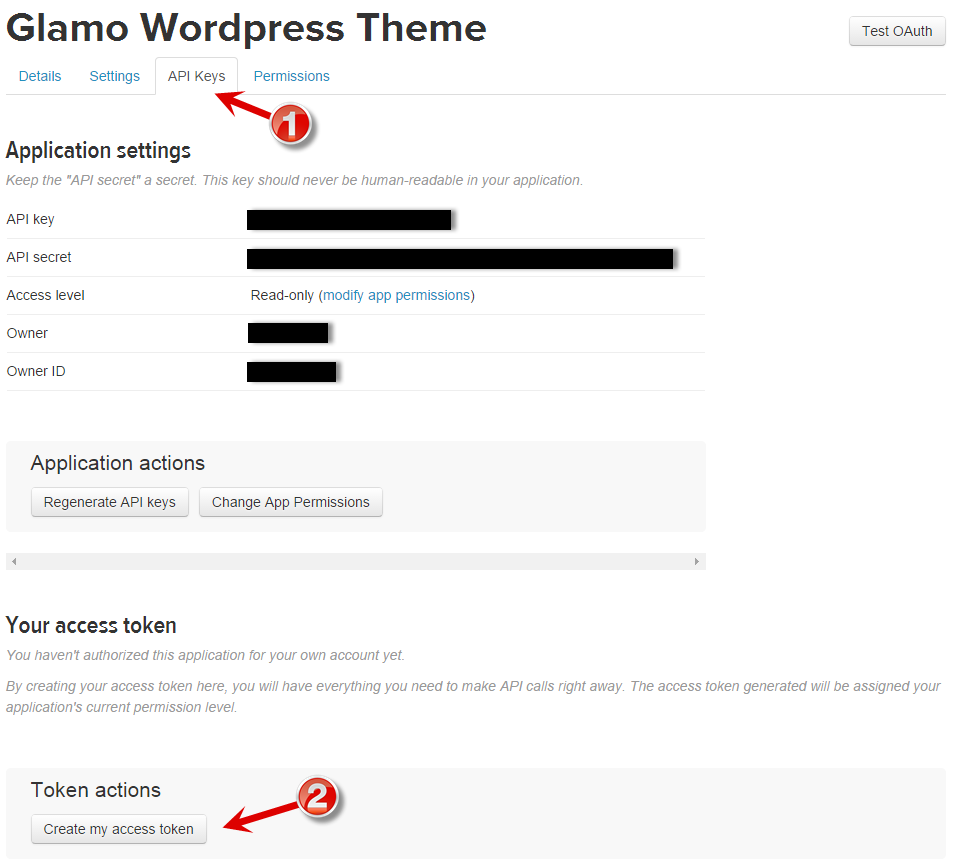 Glamo Wordpress Theme
Test OAuth
Details Settings API Keys Permissions
1
Application settings
Keep the "API secret" a secret. This key should never be human-readable in your application.
API key
API secret
Access level Read-only (modify app permissions)
Owner
Owner ID
Application actions
Regenerate API keys Change App Permissions
Your access token
You haven't authorized this application for your own account yet.
By creating your access token here, you will have everything you need to make API calls right away. The access token generated will be assigned your
application's current permission level.
Token actions
2
Create my access token